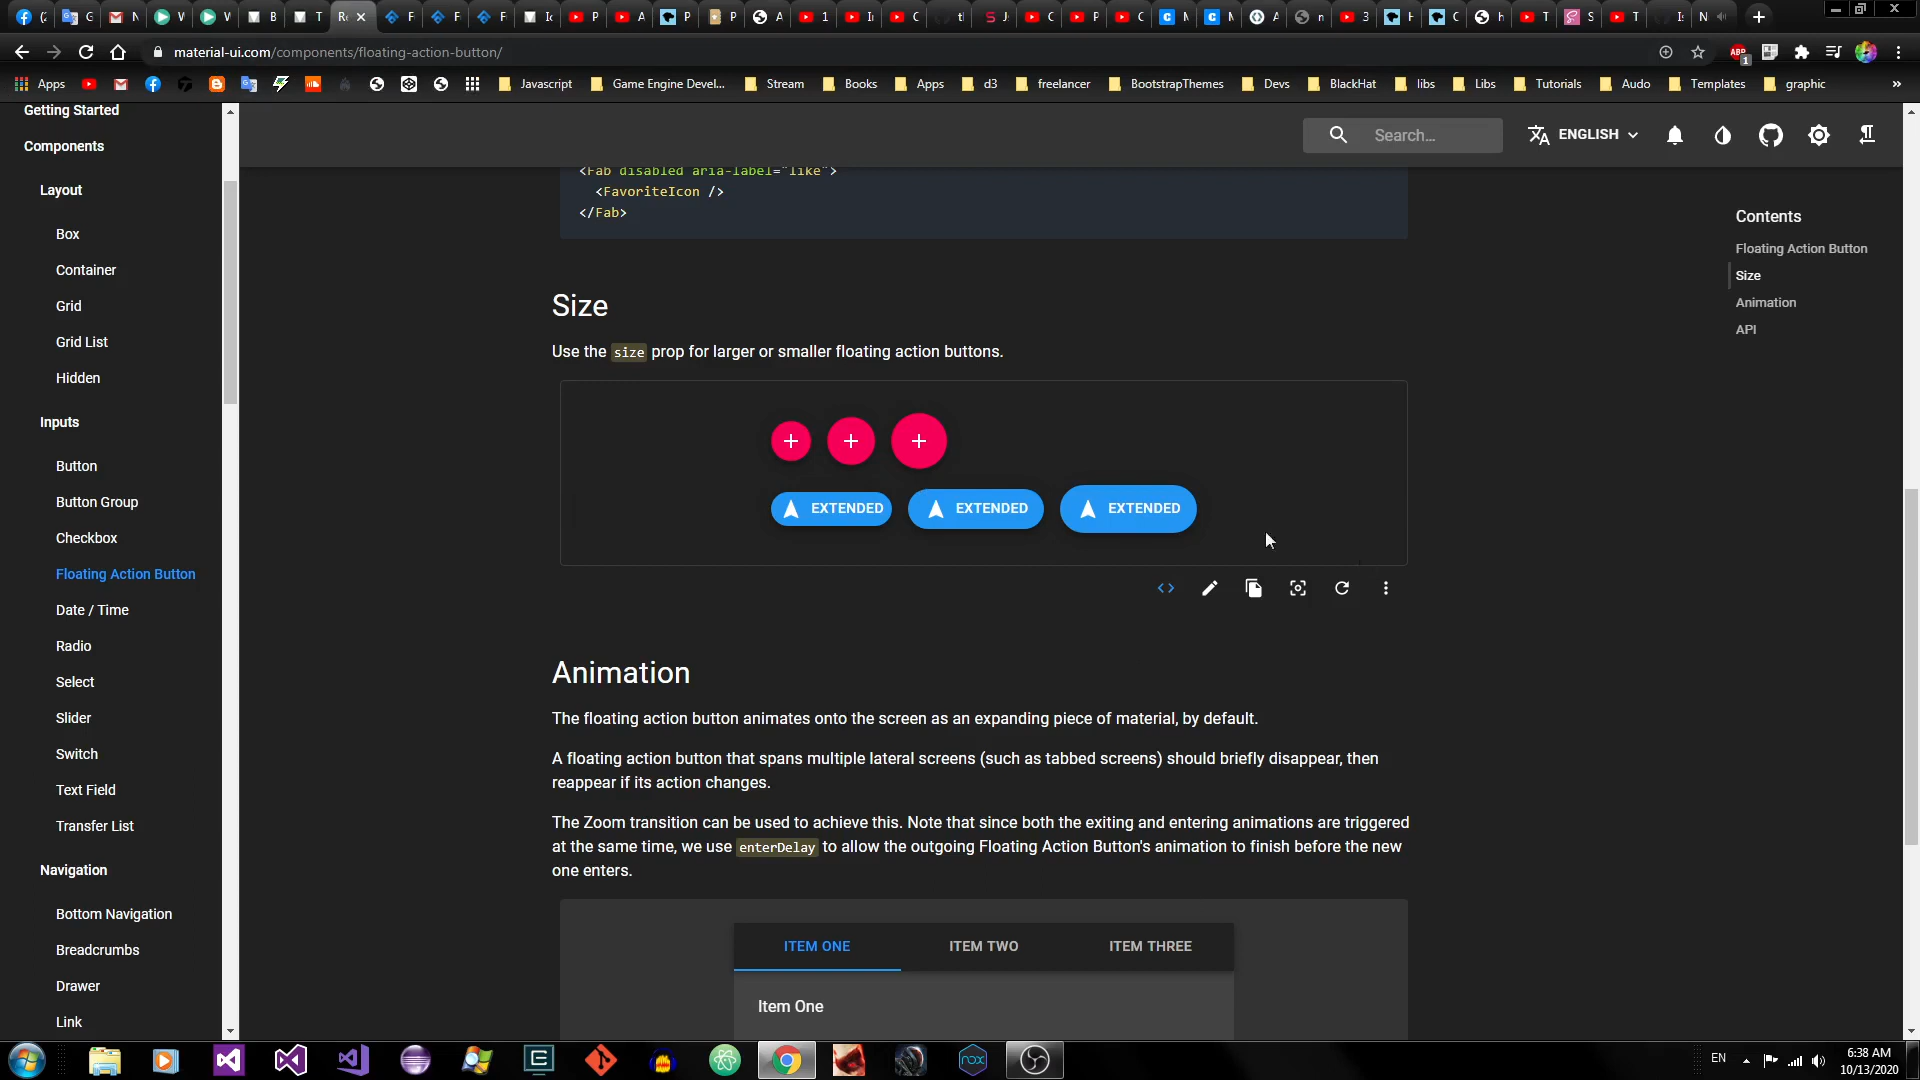 material-ui.com/components/floating-action-button/
Apps
Javascript
Game Engine Devel...
Stream
Books
Apps
d3
freelancer
BootstrapThemes
Devs
BlackHat
libs
Libs
Tutorials
Audo
Templates
graphic
»
Getting Started
Components
Layout
Box
Container
Grid
Grid List
Hidden
Inputs
Button
Button Group
Checkbox
Floating Action Button
Date / Time
Radio
Select
Slider
Switch
Text Field
Transfer List
Navigation
Bottom Navigation
Breadcrumbs
Drawer
Link
Search…
ENGLISH
<Fab disabled aria-label="like">
<FavoriteIcon />
</Fab>
Size
Use the size prop for larger or smaller floating action buttons.
EXTENDED
EXTENDED
EXTENDED
Animation
The floating action button animates onto the screen as an expanding piece of material, by default.
A floating action button that spans multiple lateral screens (such as tabbed screens) should briefly disappear, then
reappear if its action changes.
The Zoom transition can be used to achieve this. Note that since both the exiting and entering animations are triggered
at the same time, we use enterDelay to allow the outgoing Floating Action Button's animation to finish before the new
one enters.
ITEM ONE
ITEM TWO
ITEM THREE
Item One
Contents
Floating Action Button
Size
Animation
API
EN
6:38 AM
10/13/2020